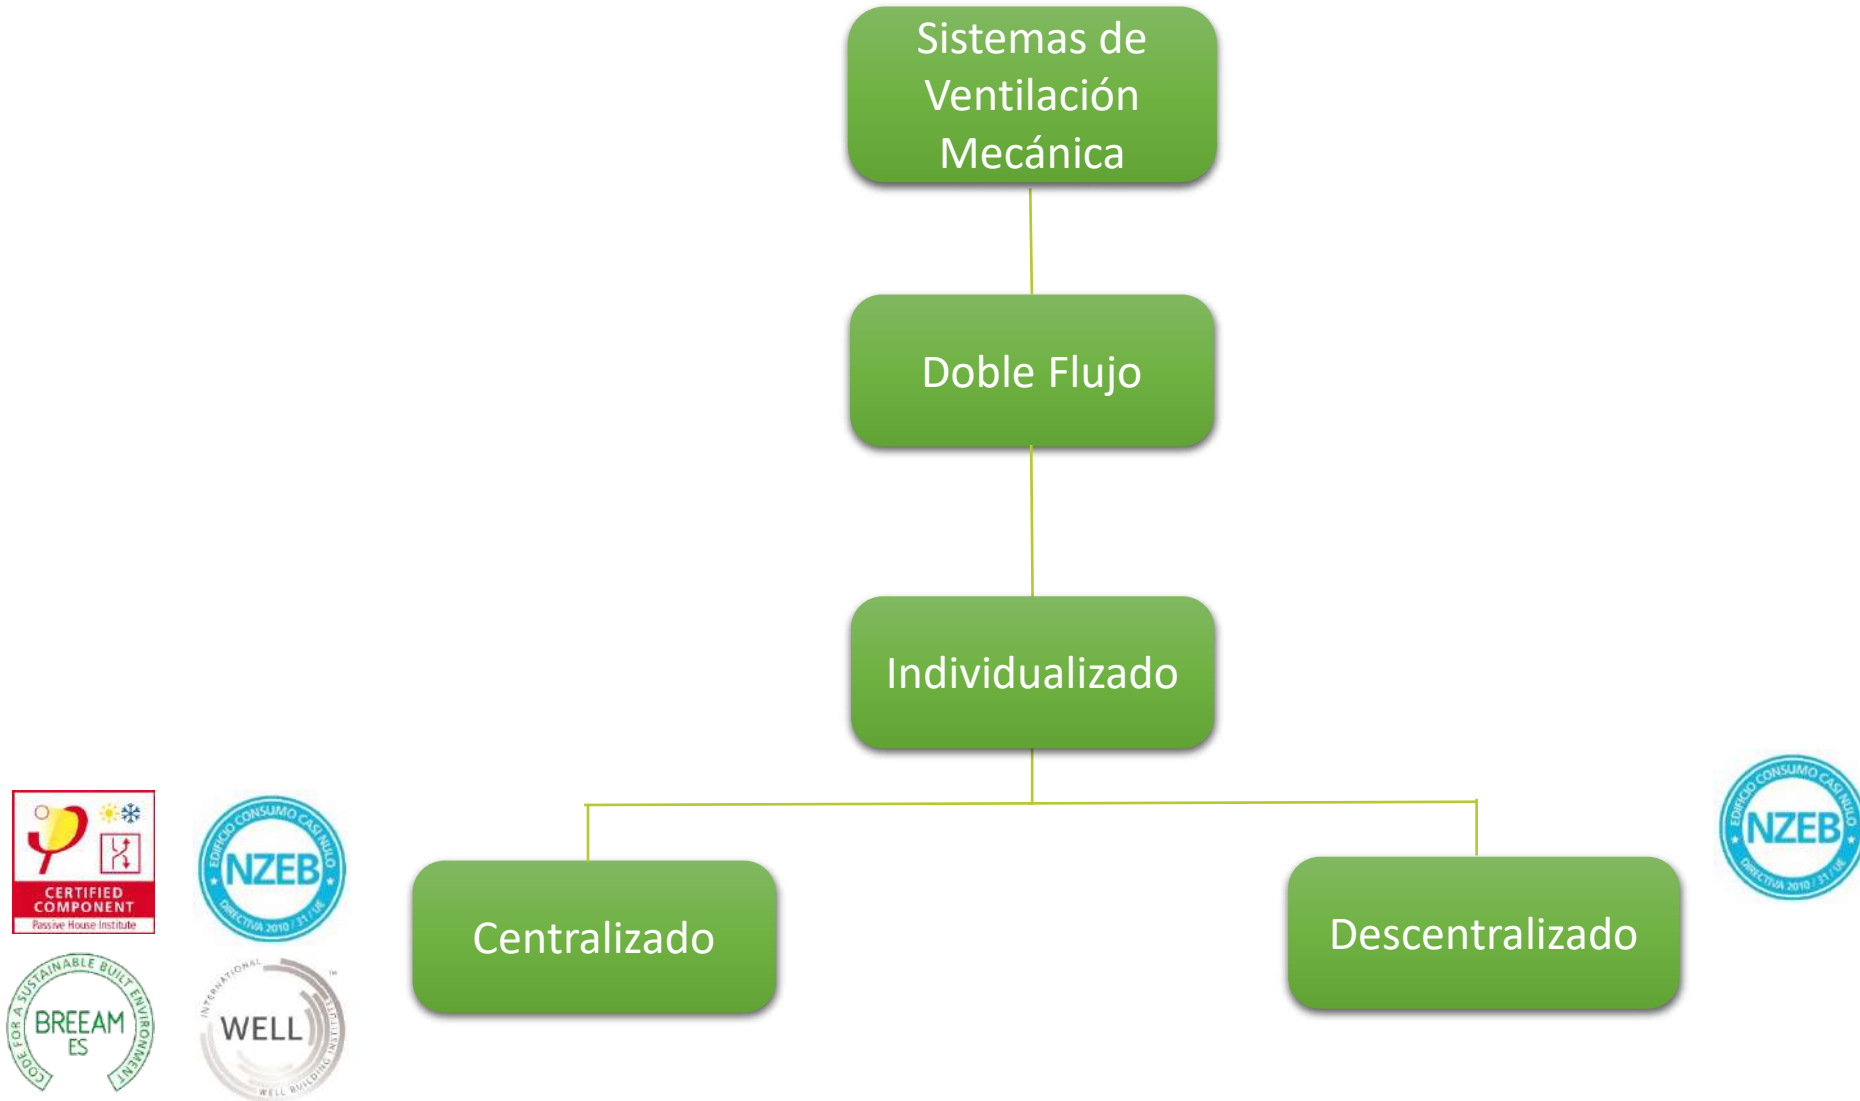 Sistemas de
Ventilación
Mecánica
Doble Flujo
Individualizado
Centralizado
Descentralizado
CERTIFIED
COMPONENT
Passive House Institute
EDIFICIO CONSUMO CASI NULO
NZEB
DIRECTIVA 2010 / 31 / UE
CODE FOR A SUSTAINABLE BUILT ENVIRONMENT
BREEAM
ES
INTERNATIONAL
WELL
™
WELL BUILDING INSTITUTE
EDIFICIO CONSUMO CASI NULO
NZEB
DIRECTIVA 2010 / 31 / UE